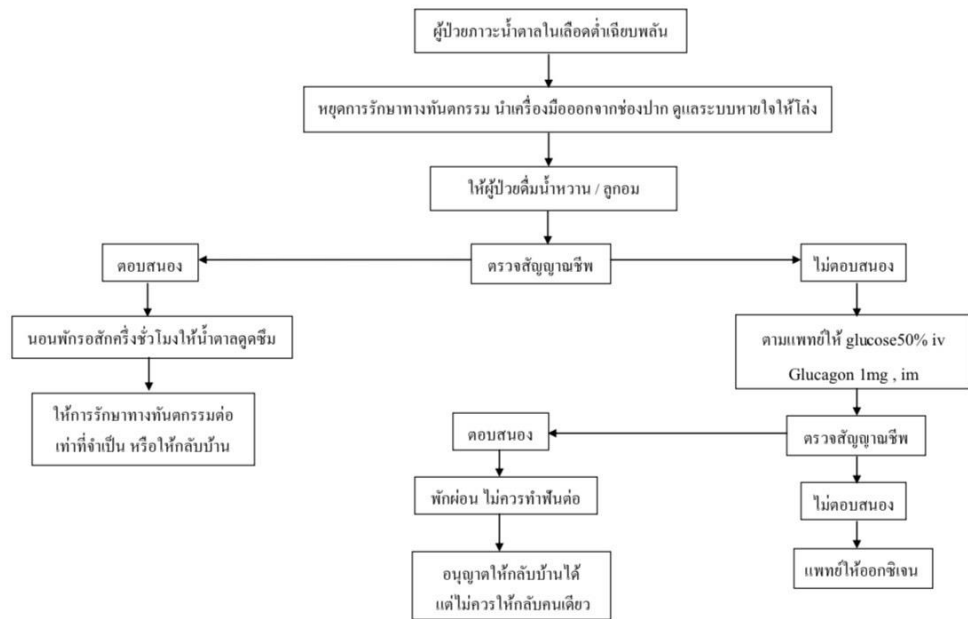 ผู้ป่วยภาวะน้ำตาลในเลือดต่ำเฉียบพลัน
หยุดการรักษาทางทันตกรรม นำเครื่องมือออกจากช่องปาก ดูแลระบบหายใจให้โล่ง
ให้ผู้ป่วยดื่มน้ำหวาน / ลูกอม
ตอบสนอง
ตรวจสัญญาณชีพ
ไม่ตอบสนอง
นอนพักรอสักครึ่งชั่วโมงให้น้ำตาลดูดซึม
ตามแพทย์ให้ glucose50% iv
Glucagon 1mg , im
ให้การรักษาทางทันตกรรมต่อ
เท่าที่จำเป็น หรือให้กลับบ้าน
ตอบสนอง
ตรวจสัญญาณชีพ
พักผ่อน ไม่ควรทำฟันต่อ
ไม่ตอบสนอง
อนุญาตให้กลับบ้านได้
แต่ไม่ควรให้กลับคนเดียว
แพทย์ให้ออกซิเจน